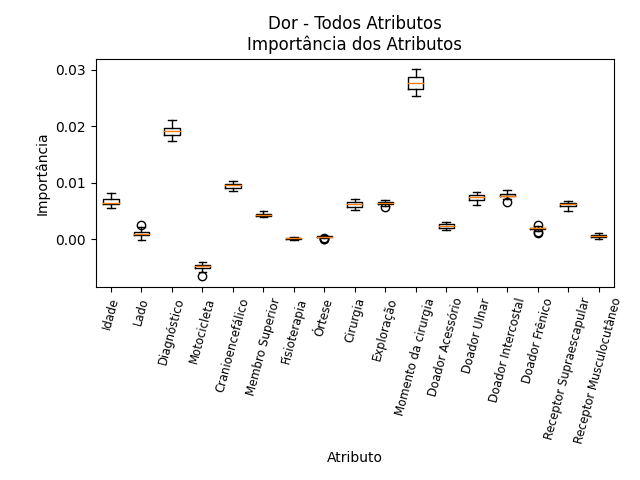 Dor - Todos Atributos
Importância dos Atributos
0.03
0.02
0.01
0.00
Importância
Idade
Lado
Diagnóstico
Motocicleta
Cranioencefálico
Membro Superior
Fisioterapia
Órtese
Cirurgia
Exploração
Momento da cirurgia
Doador Acessório
Doador Ulnar
Doador Intercostal
Doador Frênico
Receptor Supraescapular
Receptor Musculocutâneo
Atributo